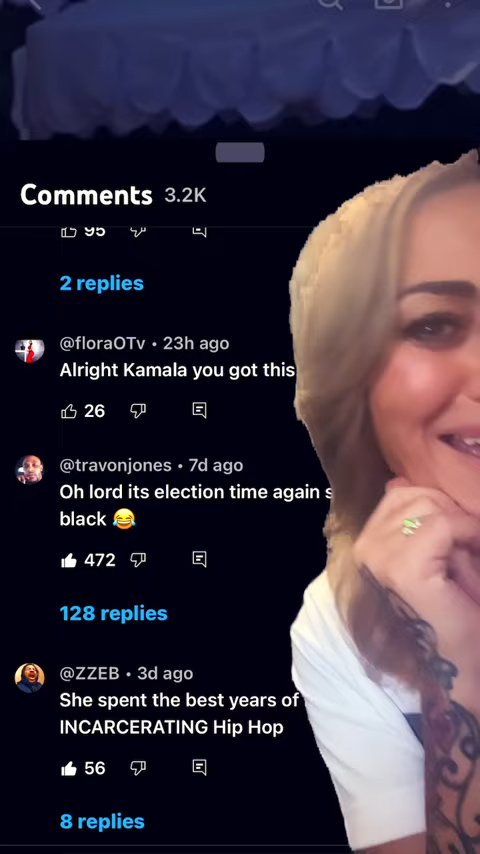 Comments 3.2K
95
2 replies
@floraOTv • 23h ago
Alright Kamala you got this
26
@travonjones • 7d ago
Oh lord its election time again
black 😂
472
128 replies
@ZZEB • 3d ago
She spent the best years of
INCARCERATING Hip Hop
56
8 replies